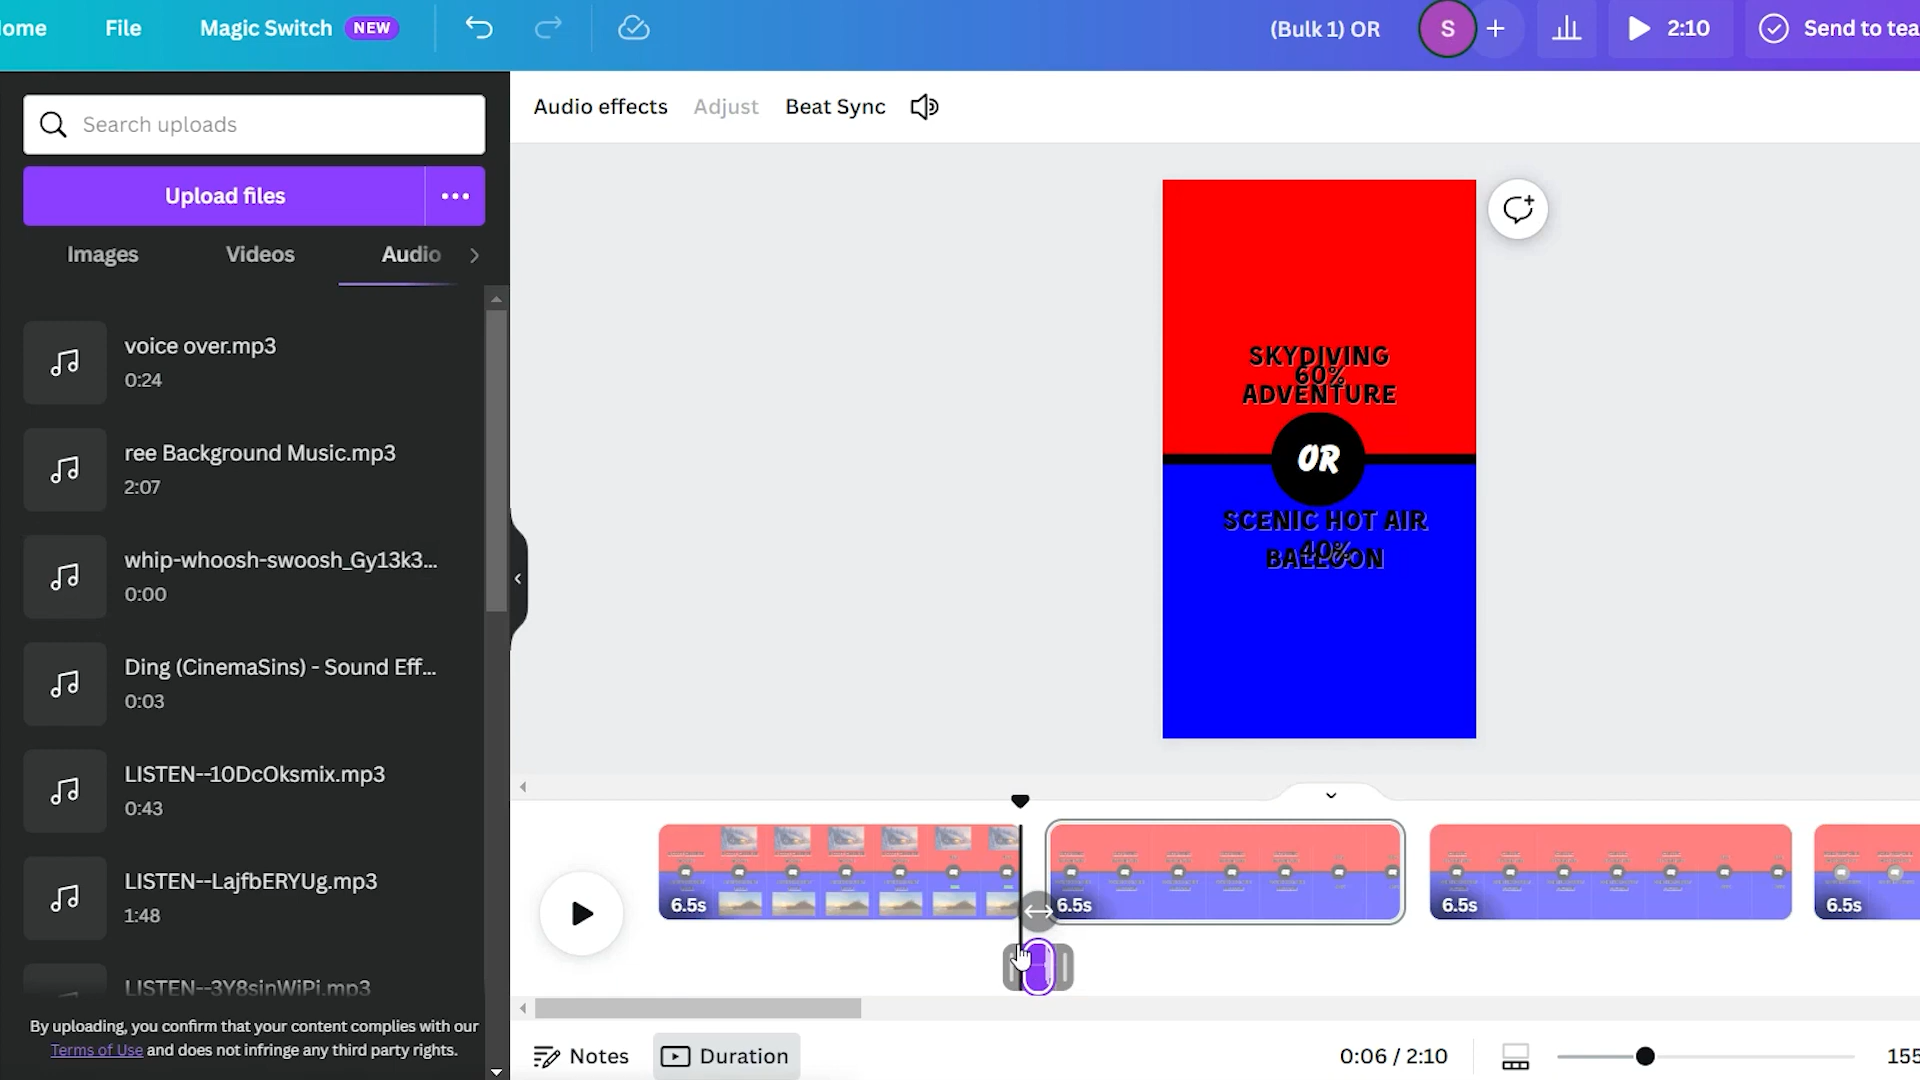 ome
File
Magic Switch NEW
(Bulk 1) OR
S
2:10
Send to tea
Search uploads
Upload files
Images
Videos
Audio
voice over.mp3
0:24
ree Background Music.mp3
2:07
whip-whoosh-swoosh_Gy13k3...
0:00
Ding (CinemaSins) - Sound Eff...
0:03
LISTEN--10DcOksmix.mp3
0:43
LISTEN--LajfbERYUg.mp3
1:48
LISTEN--3Y8sinWiPi.mp3
By uploading, you confirm that your content complies with our
Terms of Use and does not infringe any third party rights.
Audio effects
Adjust
Beat Sync
SKYDIVING
60%
ADVENTURE
OR
SCENIC HOT AIR
40%
BALLOON
6.5s
6.5s
6.5s
6.5s
Notes
Duration
0:06 / 2:10
155